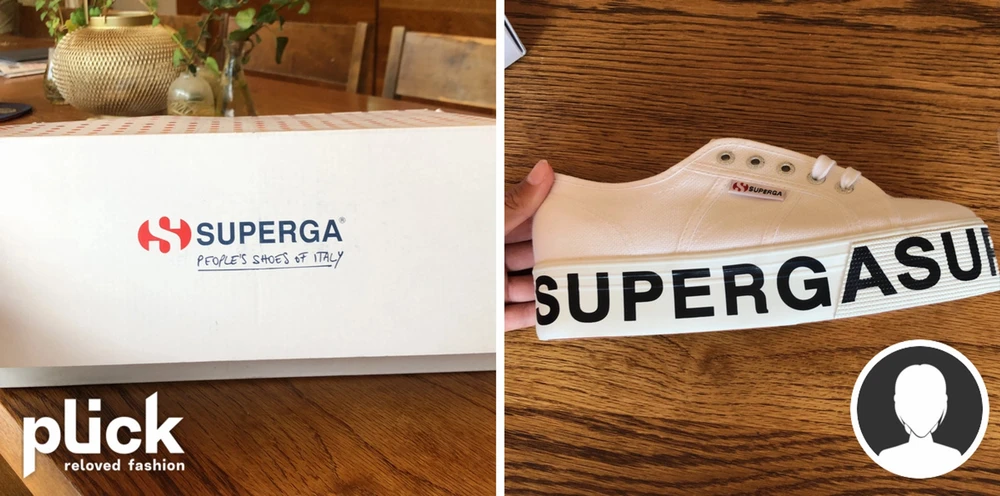 SUPERGA®
PEOPLE'S SHOES OF ITALY
plick
reloved fashion
SUPERGA
SUPERGASUP